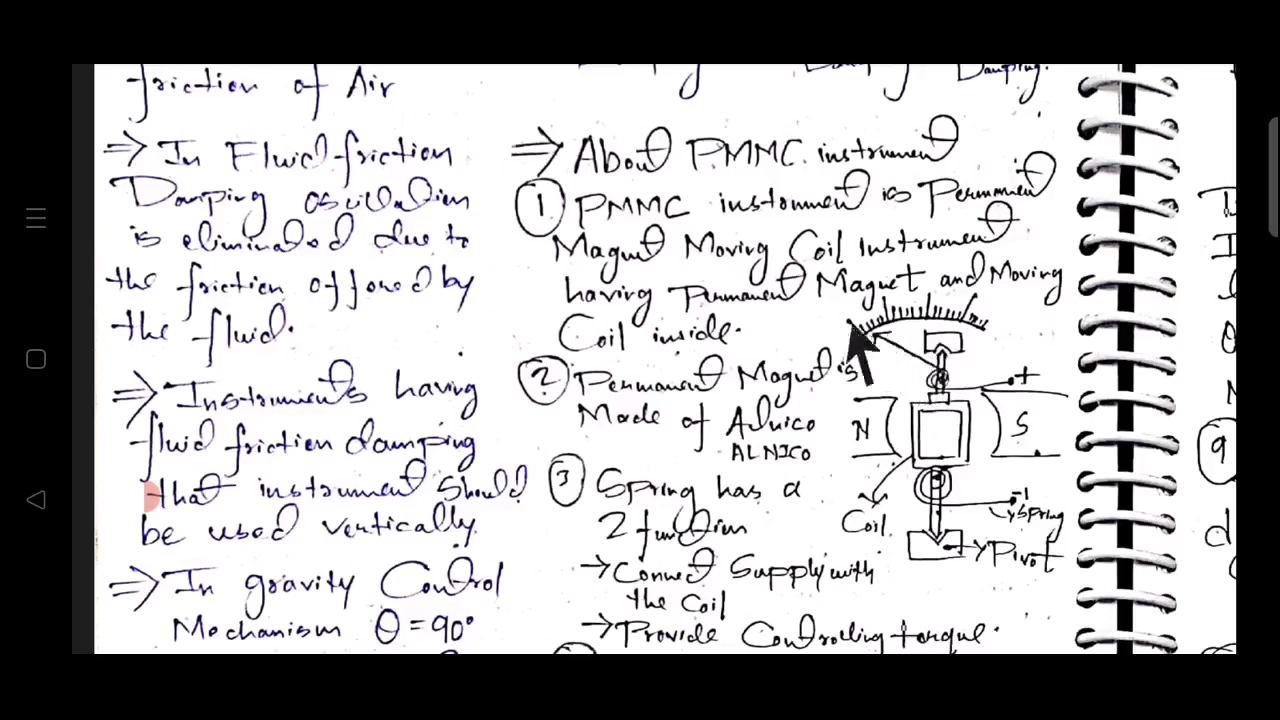 friction of Air
⇒ In Fluid friction
Damping oscillation
is eliminated due to
the friction offored by
the fluid.
⇒ Instruments having
fluid friction damping
that instrument should
be used vertically.
⇒ In gravity Control
Mechanism θ = 90°
Damping.
⇒ About PMMC instrument
① PMMC instrument is Permanent
Magnet Moving Coil Instrument
having Permanent Magnet and Moving
Coil inside.
② Permanent Magnet is
Made of Alnico
ALNICO
③ Spring has a
2 function
→ Connect Supply with
the Coil
→ Provide Controlling torque.
+
N
S
-
Spring
Coil
Pivot
9